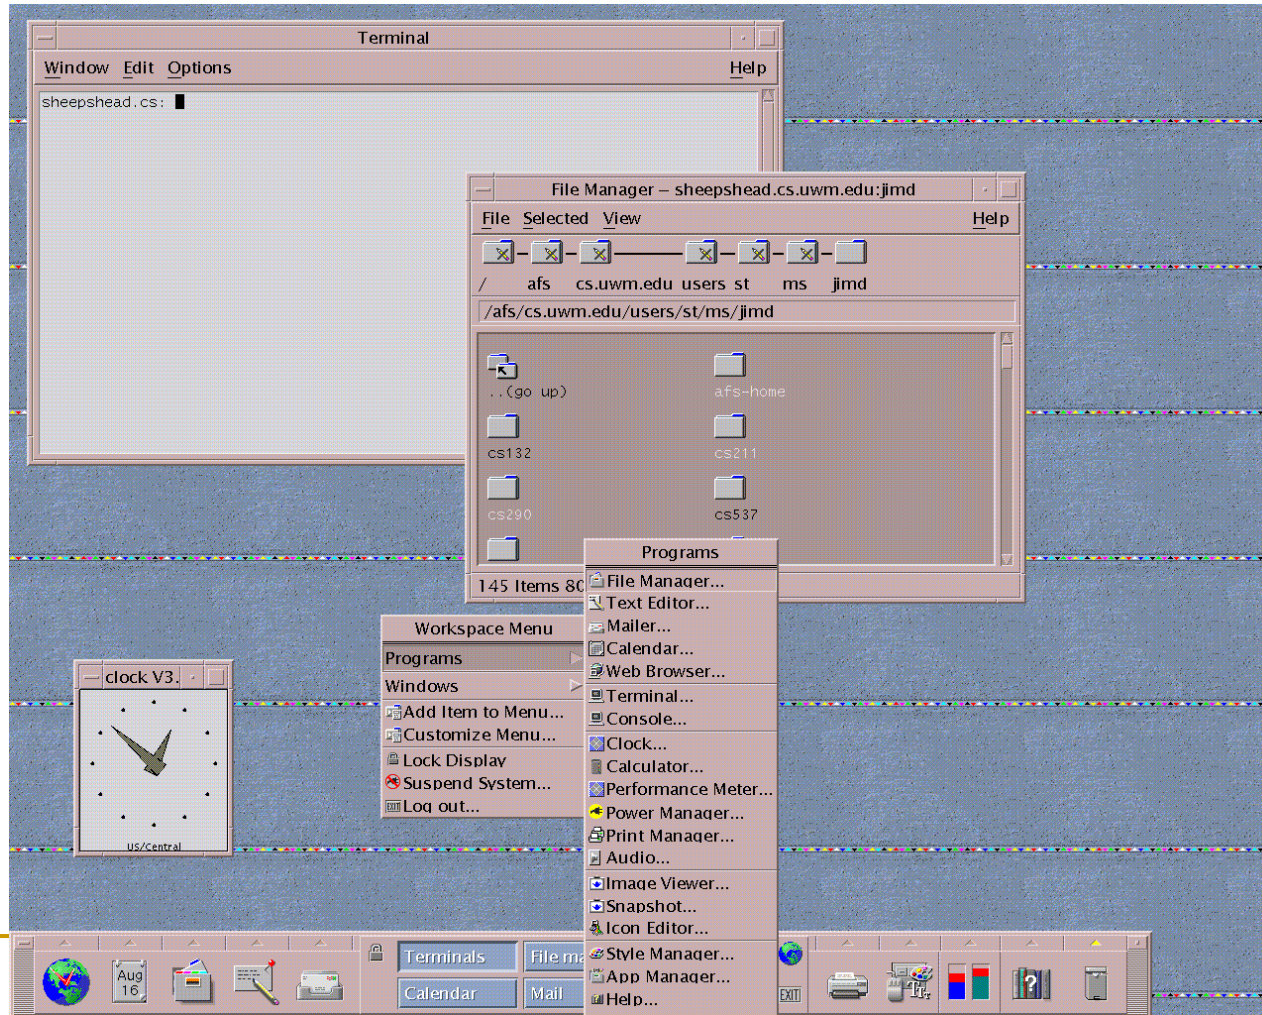 Terminal
Window Edit Options Help
sheepshead.cs:
File Manager – sheepshead.cs.uwm.edu:jimd
File Selected View Help
/ afs cs.uwm.edu users st ms jimd
/afs/cs.uwm.edu/users/st/ms/jimd
..(go up) afs-home
cs132 cs211
cs290 cs537
145 Items 80
Programs
File Manager...
Text Editor...
Mailer...
Calendar...
Web Browser...
Terminal...
Console...
Clock...
Calculator...
Performance Meter...
Power Manager...
Print Manager...
Audio...
Image Viewer...
Snapshot...
Icon Editor...
Style Manager...
App Manager...
Help...
Workspace Menu
Programs
Windows
Add Item to Menu...
Customize Menu...
Lock Display
Suspend System...
Log out...
clock V3.
US/Central
Aug
16
Terminals File ma
Calendar Mail
EXIT